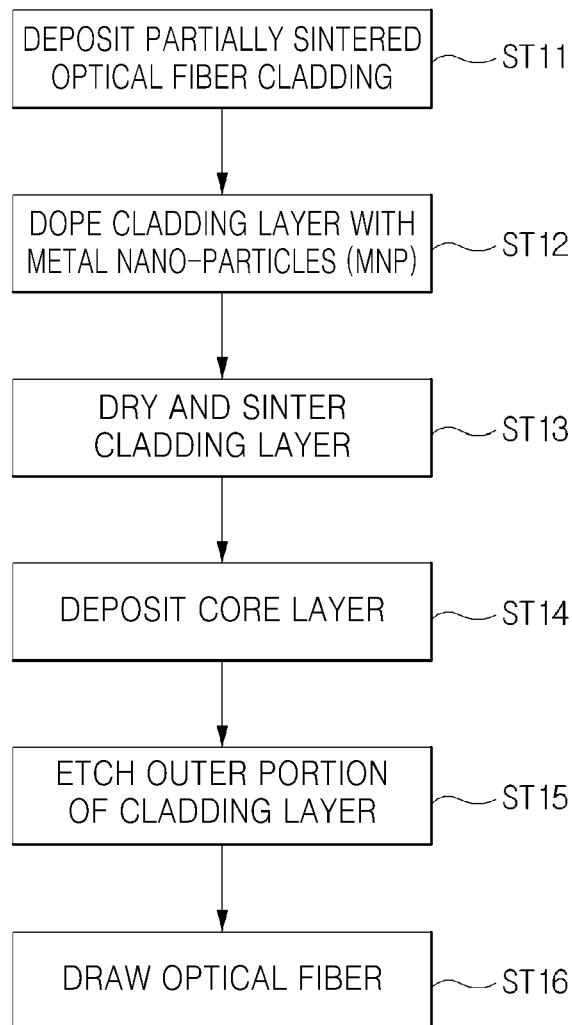 DEPOSIT PARTIALLY SINTERED
OPTICAL FIBER CLADDING
ST11
DOPE CLADDING LAYER WITH
METAL NANO-PARTICLES (MNP)
ST12
DRY AND SINTER
CLADDING LAYER
ST13
DEPOSIT CORE LAYER
ST14
ETCH OUTER PORTION
OF CLADDING LAYER
ST15
DRAW OPTICAL FIBER
ST16